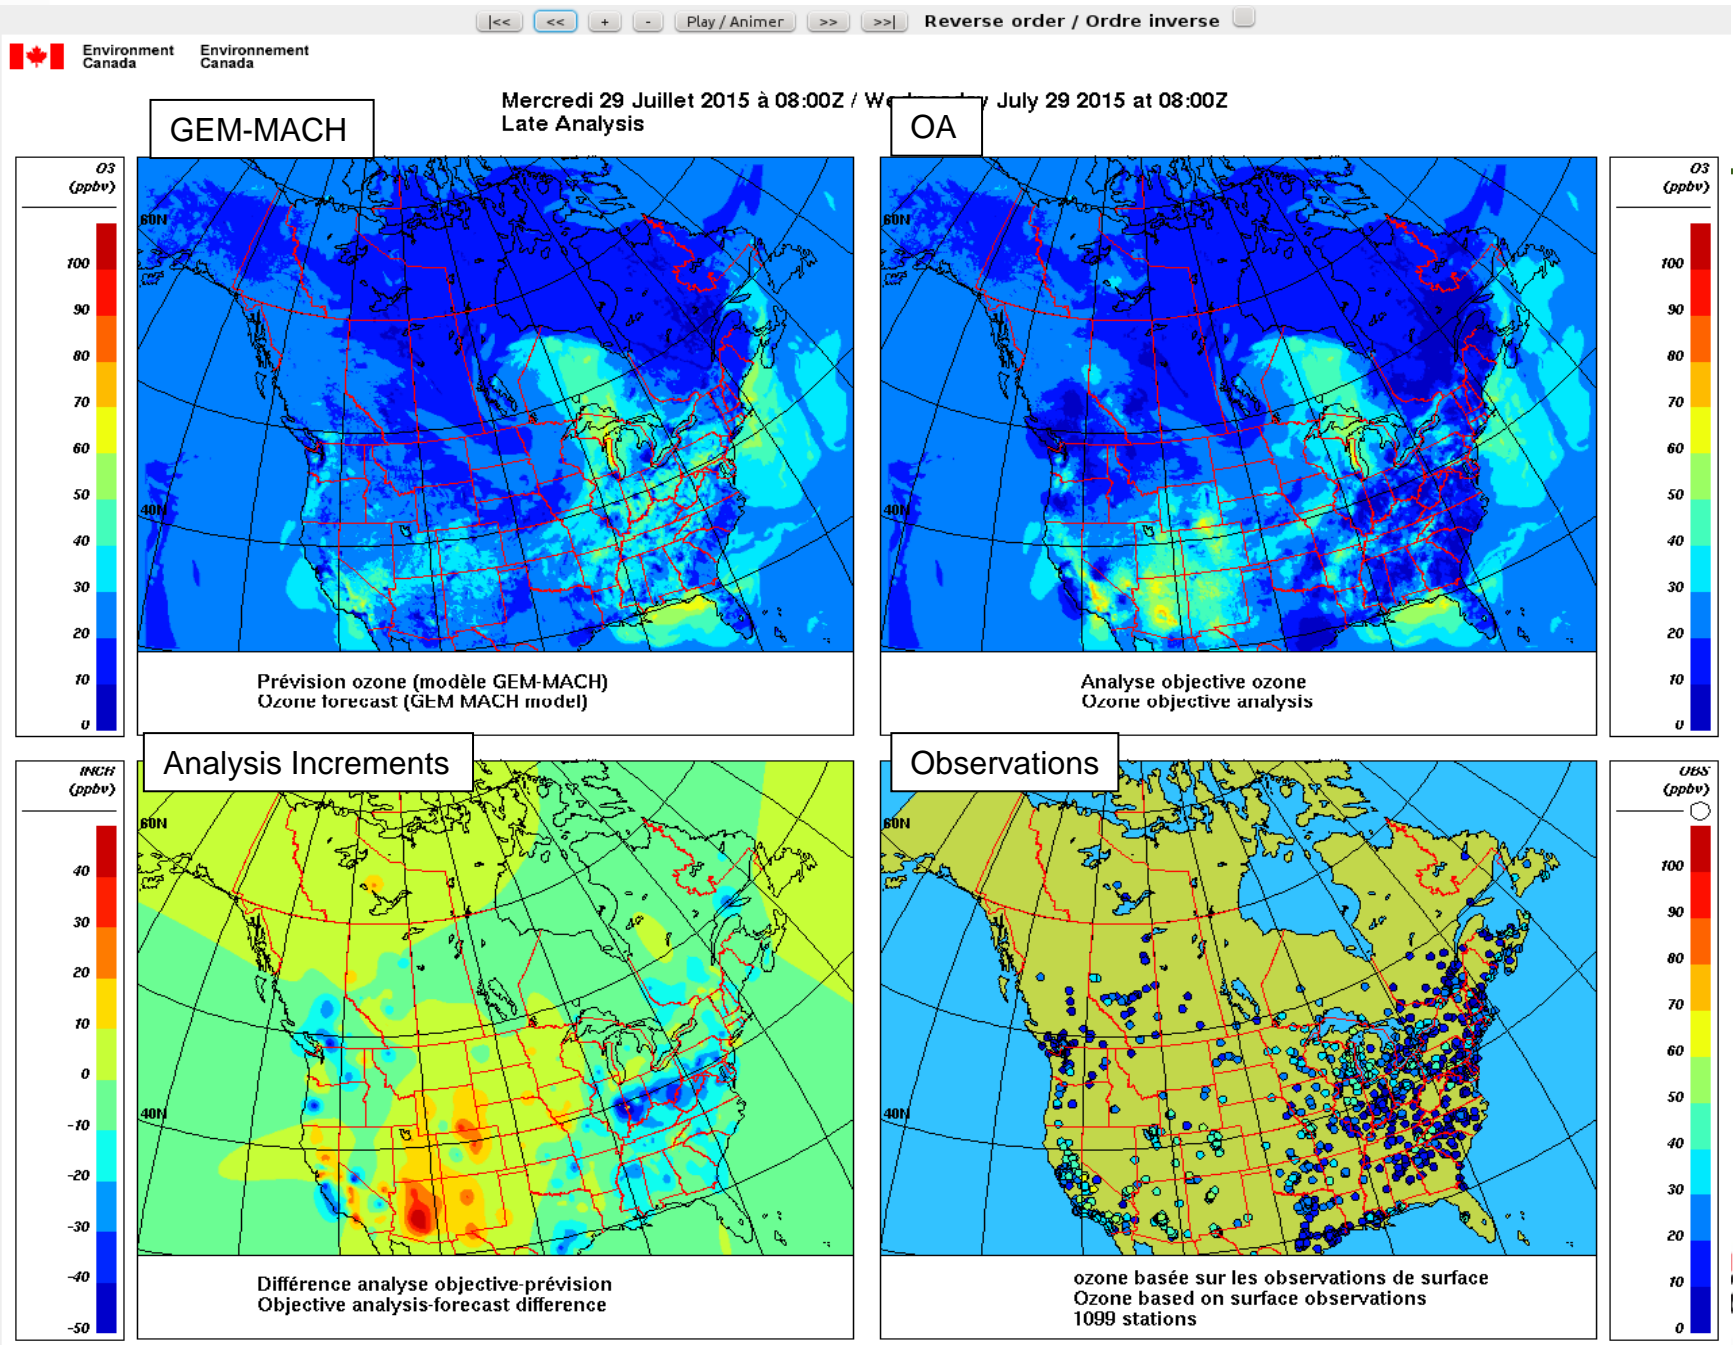 |<<
<<
+
-
Play / Animer
>>
>>|
Reverse order / Ordre inverse
Environment
Canada
Environnement
Canada
Mercredi 29 Juillet 2015 à 08:00Z / Wednesday July 29 2015 at 08:00Z
Late Analysis
GEM-MACH
OA
O3
(ppbv)
100
90
80
70
60
50
40
30
20
10
0
60N
40N
Prévision ozone (modèle GEM-MACH)
Ozone forecast (GEM MACH model)
60N
40N
Analyse objective ozone
Ozone objective analysis
O3
(ppbv)
100
90
80
70
60
50
40
30
20
10
0
Analysis Increments
Observations
INCR
(ppbv)
40
30
20
10
0
-10
-20
-30
-40
-50
60N
40N
Différence analyse objective-prévision
Objective analysis-forecast difference
60N
40N
ozone basée sur les observations de surface
Ozone based on surface observations
1099 stations
OBS
(ppbv)
100
90
80
70
60
50
40
30
20
10
0